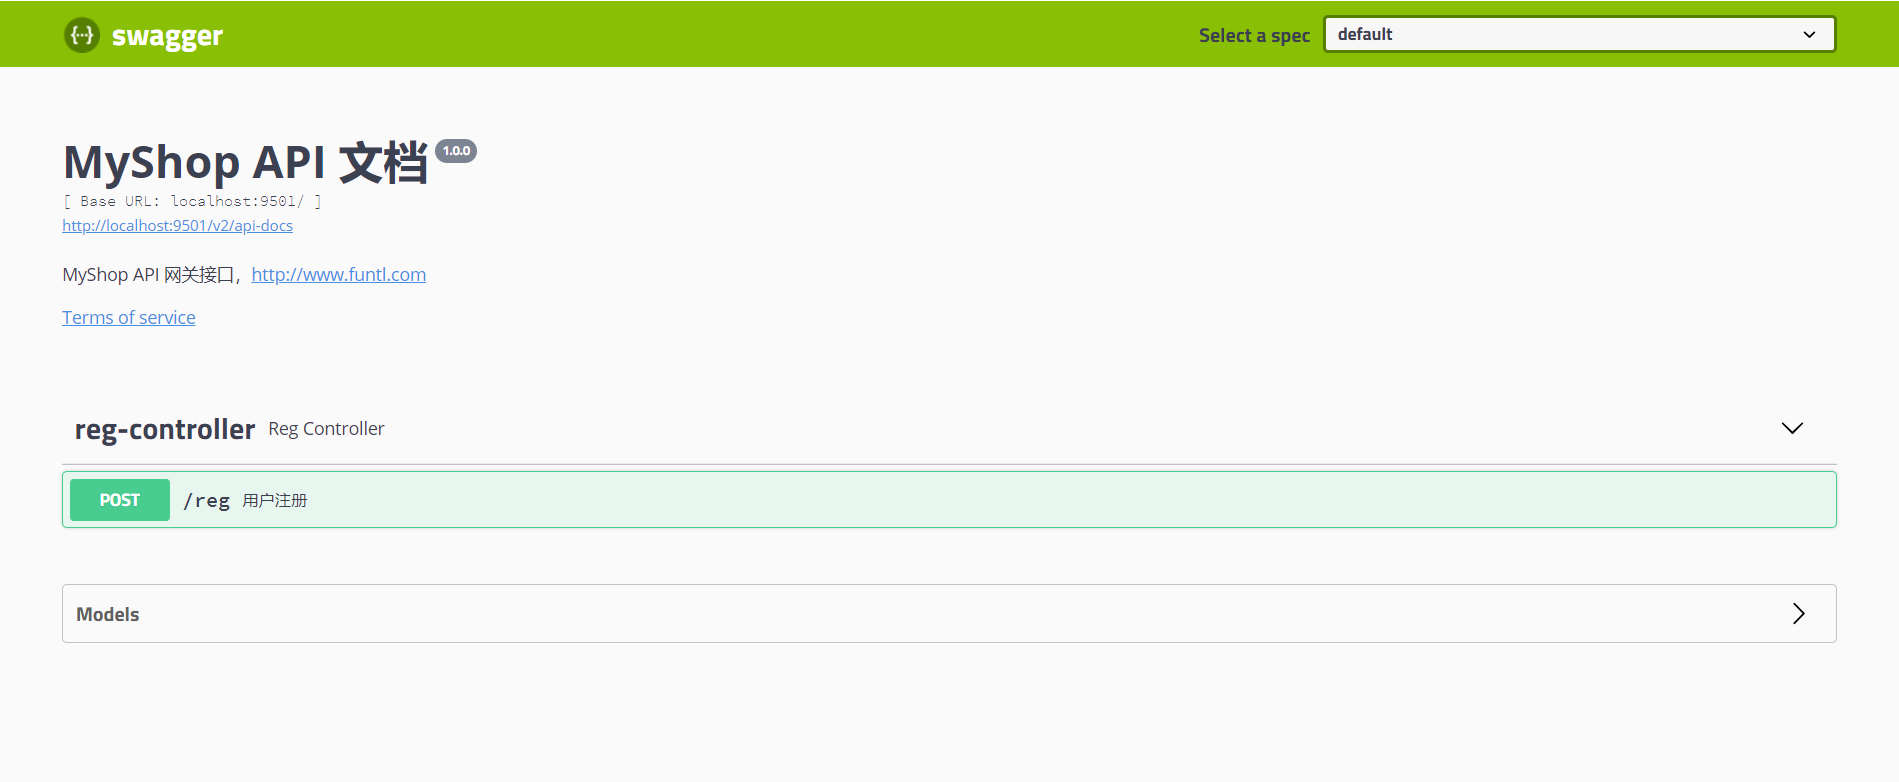 {···} swagger
Select a spec
default
MyShop API 文档 1.0.0
[ Base URL: localhost:9501/ ]
http://localhost:9501/v2/api-docs
MyShop API 网关接口，http://www.funtl.com
Terms of service
reg-controller Reg Controller
POST /reg 用户注册
Models